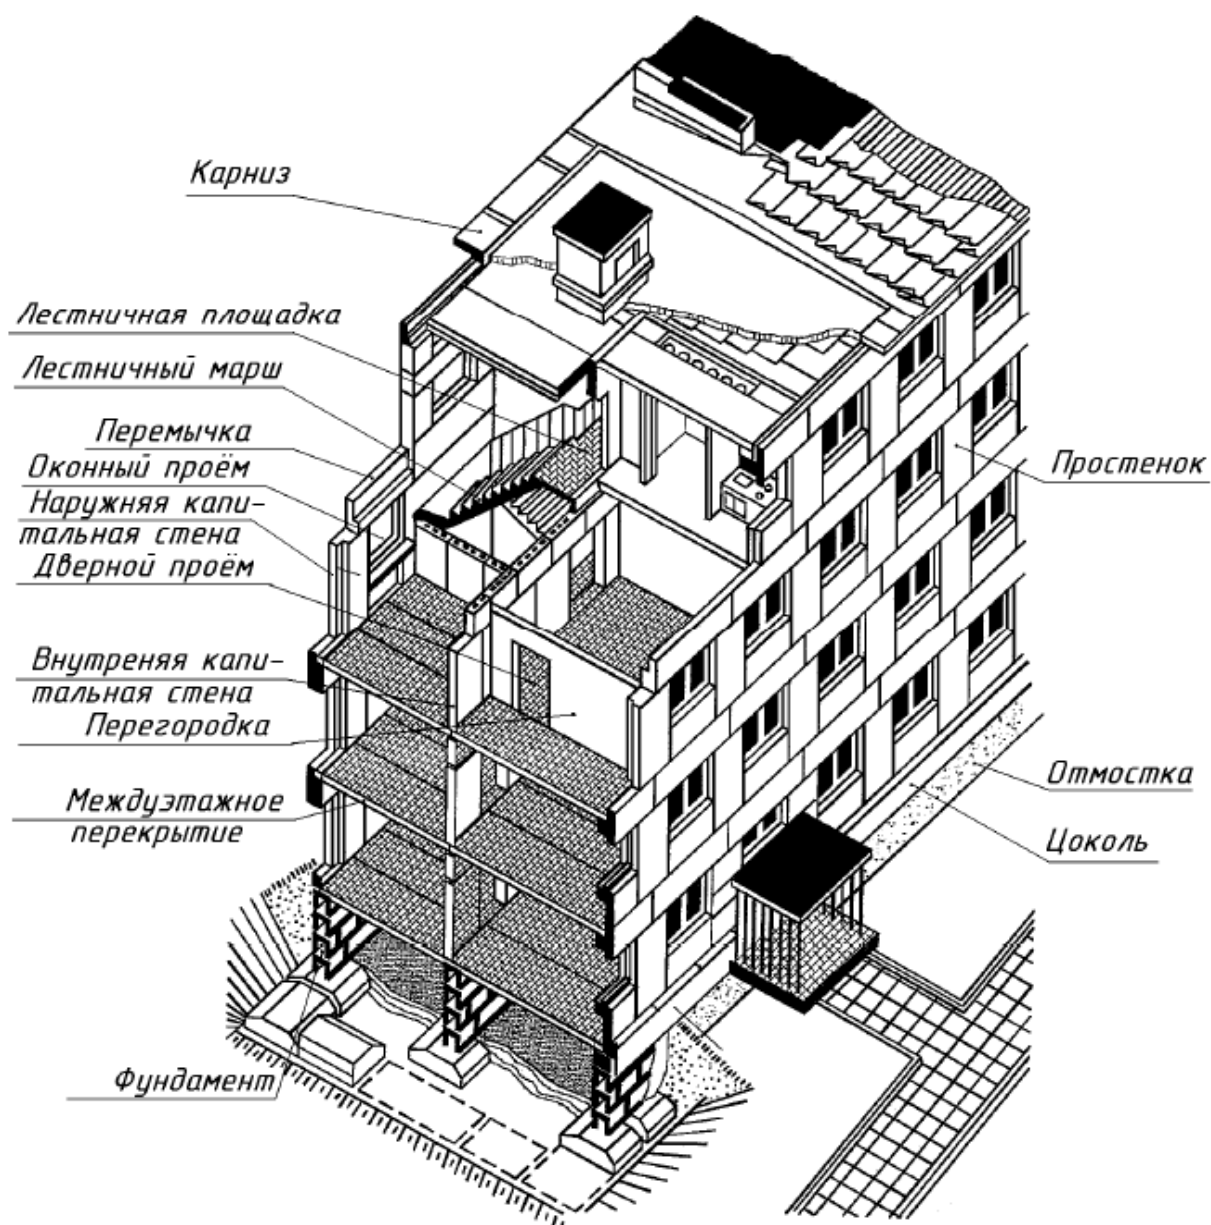 Карниз
Лестничная площадка
Лестничный марш
Перемычка
Оконный проём
Наружняя капи-
тальная стена
Дверной проём
Внутреняя капи-
тальная стена
Перегородка
Междуэтажное
перекрытие
Фундамент
Простенок
Отмостка
Цоколь